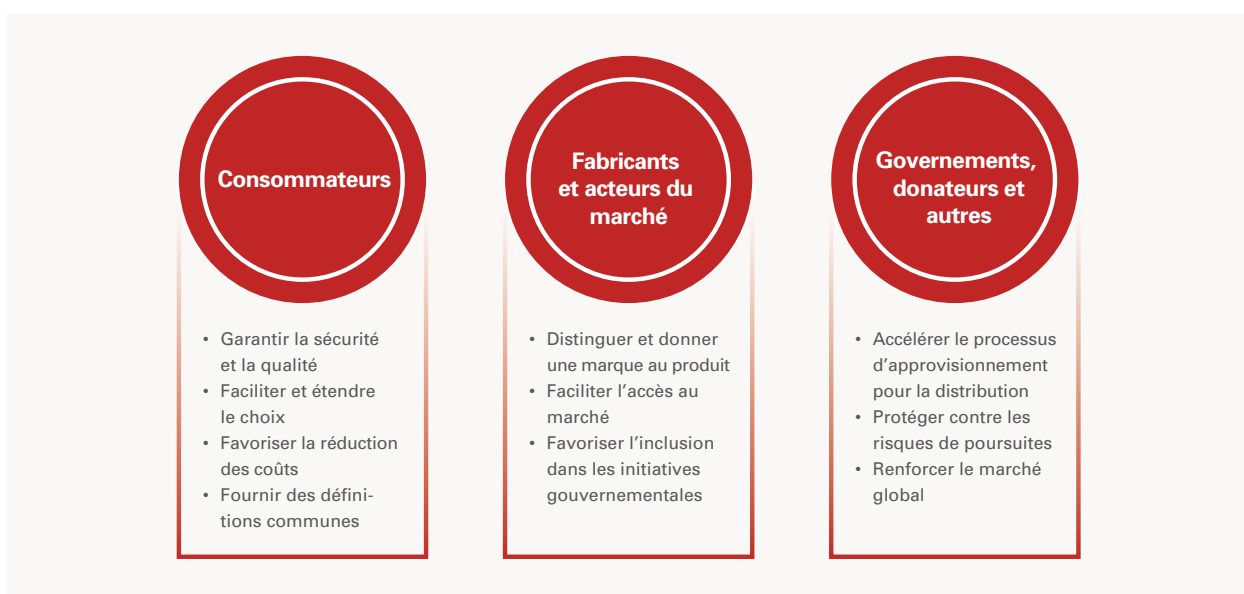 Consommateurs
• Garantir la sécurité
et la qualité
• Faciliter et étendre
le choix
• Favoriser la réduction
des coûts
• Fournir des défini-
tions communes
Fabricants
et acteurs du
marché
• Distinguer et donner
une marque au produit
• Faciliter l’accès au
marché
• Favoriser l’inclusion
dans les initiatives
gouvernementales
Governements,
donateurs et
autres
• Accélérer le processus
d’approvisionnement
pour la distribution
• Protéger contre les
risques de poursuites
• Renforcer le marché
global